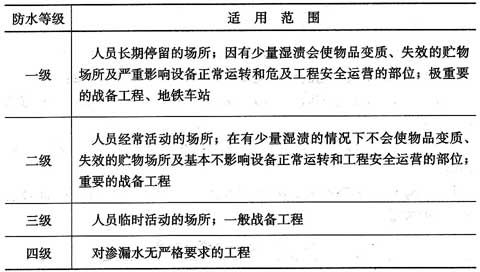 防水等级 适用范围
人员长期停留的场所；因有少量湿渍会使物品变质、失效的贮物
一级 场所及严重影响设备正常运转和危及工程安全运营的部位；极重要
的战备工程、地铁车站
人员经常活动的场所；在有少量湿渍的情况下不会使物品变质、
二级 失效的贮物场所及基本不影响设备正常运转和工程安全运营的部位；
重要的战备工程
三级 人员临时活动的场所；一般战备工程
四级 对渗漏水无严格要求的工程